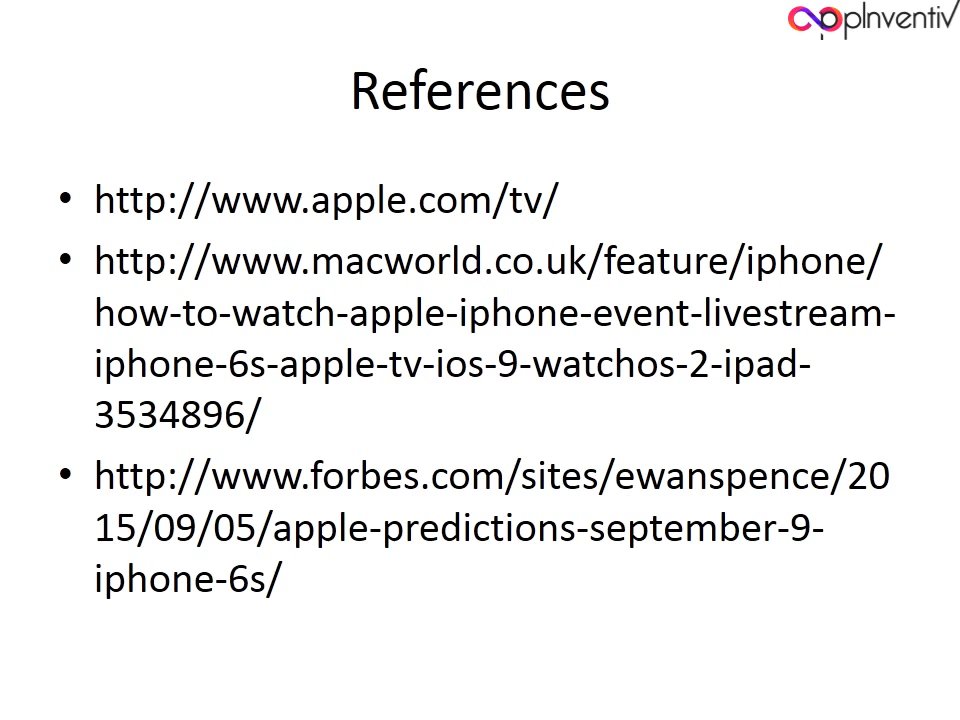 appInventiv
References
• http://www.apple.com/tv/
• http://www.macworld.co.uk/feature/iphone/
how-to-watch-apple-iphone-event-livestream-
iphone-6s-apple-tv-ios-9-watchos-2-ipad-
3534896/
• http://www.forbes.com/sites/ewanspence/20
15/09/05/apple-predictions-september-9-
iphone-6s/